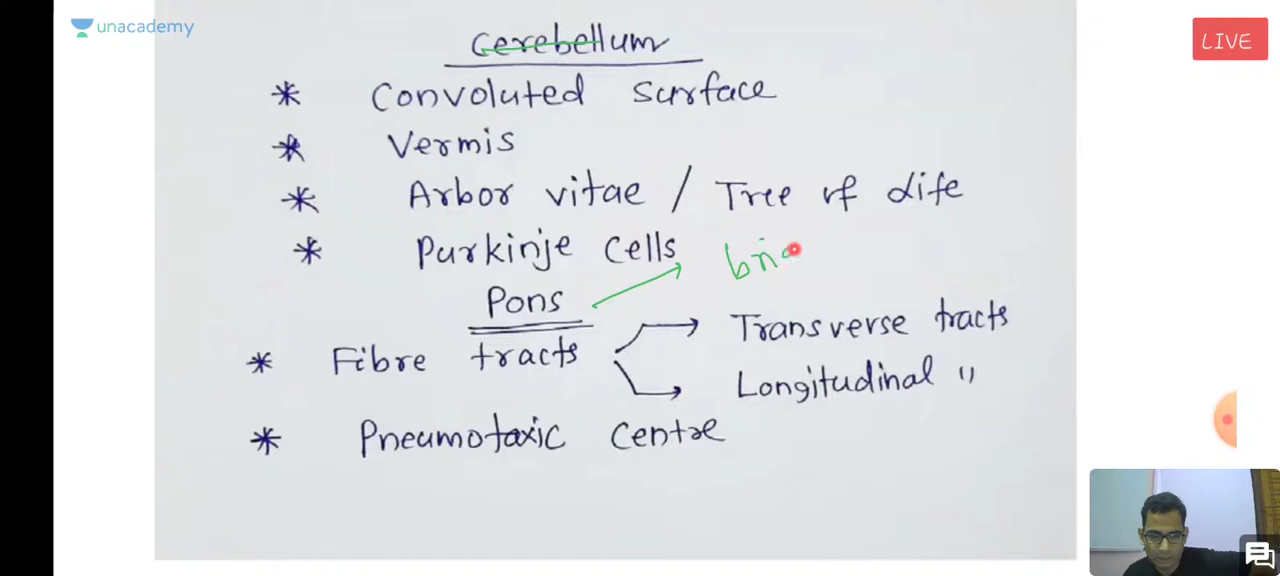 unacademy
LIVE
Cerebellum
* Convoluted surface
* Vermis
* Arbor vitae / Tree of life
* Purkinje cells
bri
Pons
* Fibre tracts
Transverse tracts
Longitudinal "
* Pneumotaxic centre